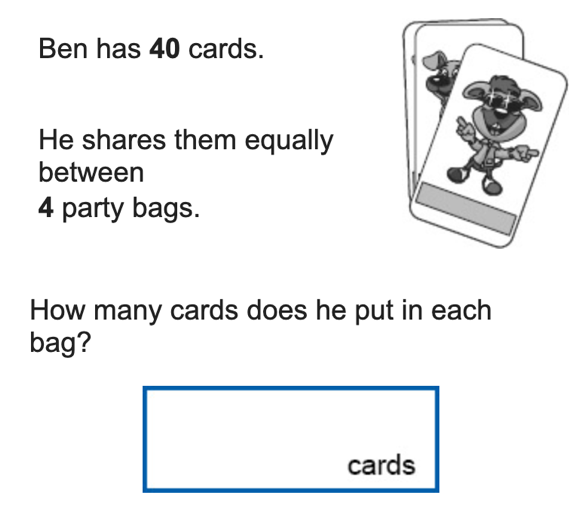 Ben has 40 cards.
He shares them equally
between
4 party bags.
How many cards does he put in each
bag?
cards